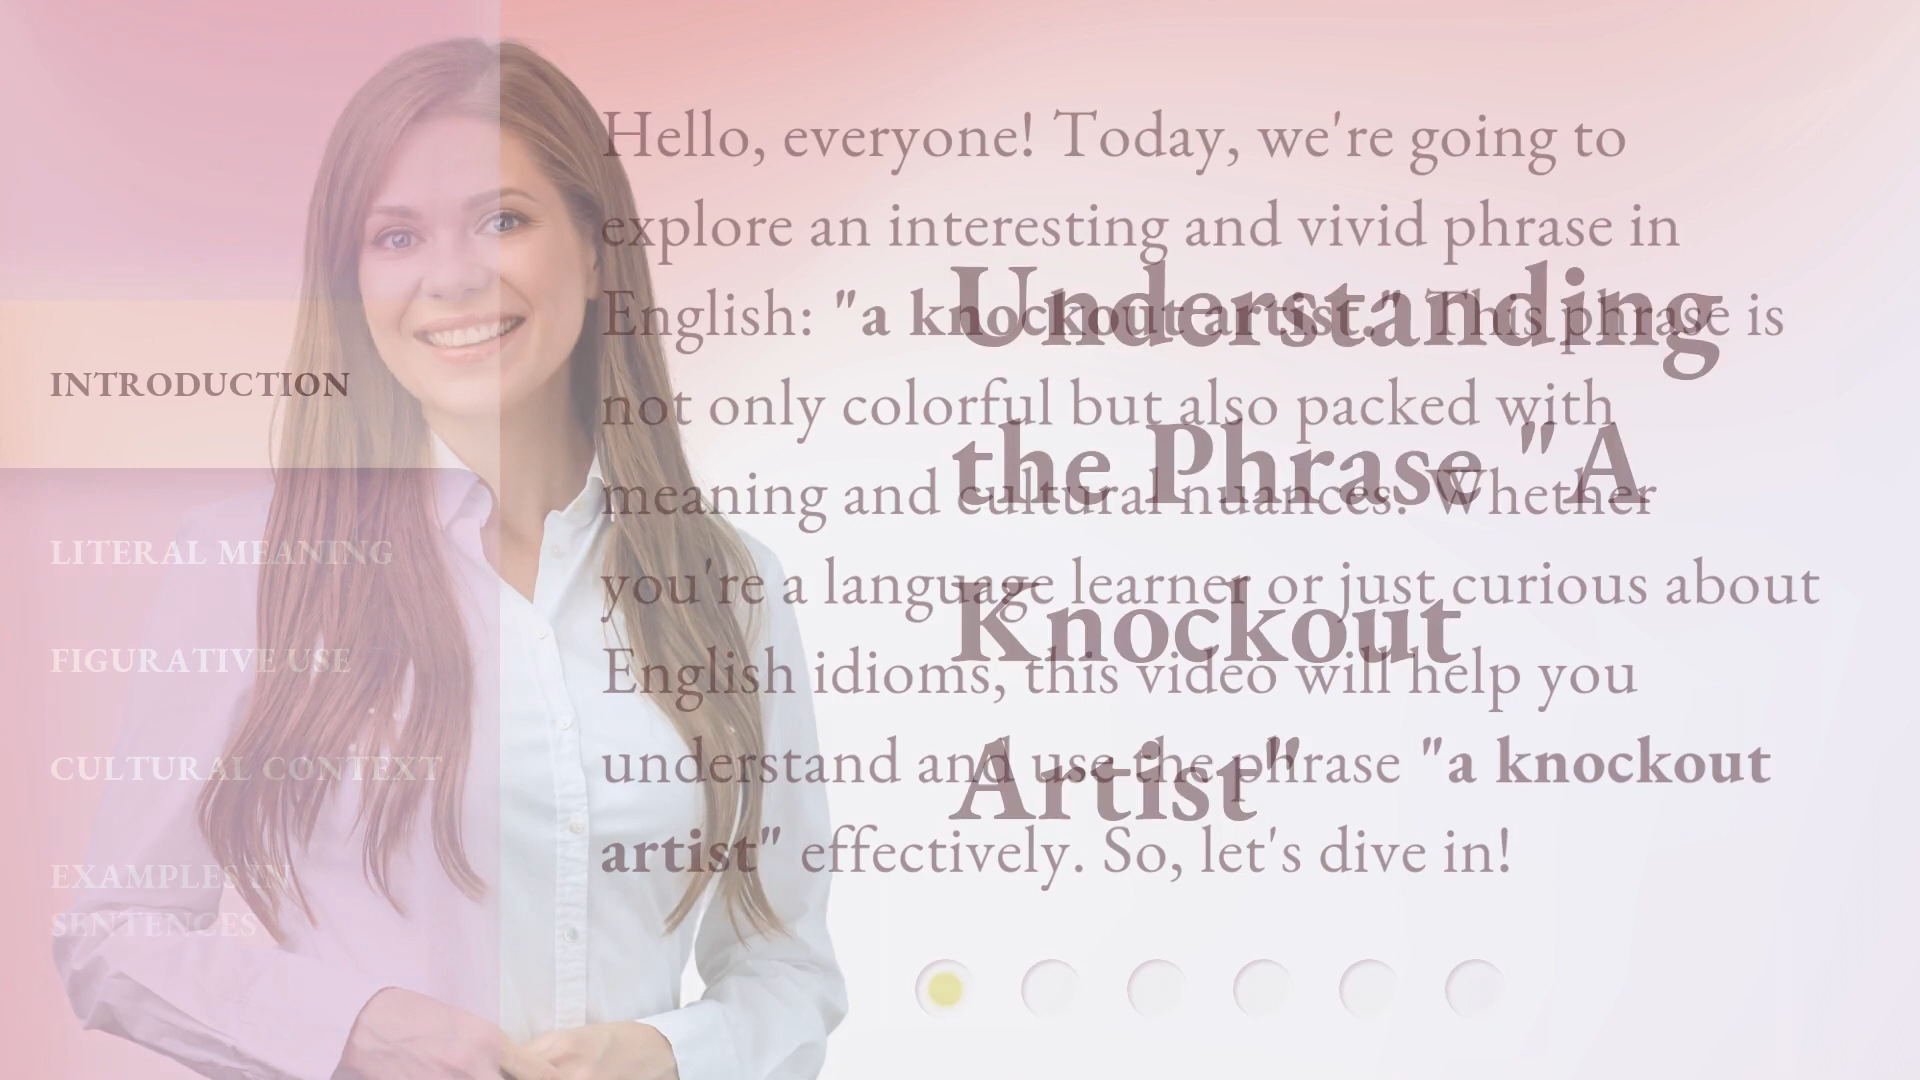 INTRODUCTION
LITERAL MEANING
FIGURATIVE USE
CULTURAL CONTEXT
EXAMPLES IN
SENTENCES
Hello, everyone! Today, we're going to
explore an interesting and vivid phrase in
English: "a knockout artist." This phrase is
not only colorful but also packed with
meaning and cultural nuances. Whether
you're a language learner or just curious about
English idioms, this video will help you
understand and use the phrase "a knockout
artist" effectively. So, let's dive in!
Understanding
the Phrase "A
Knockout
Artist"